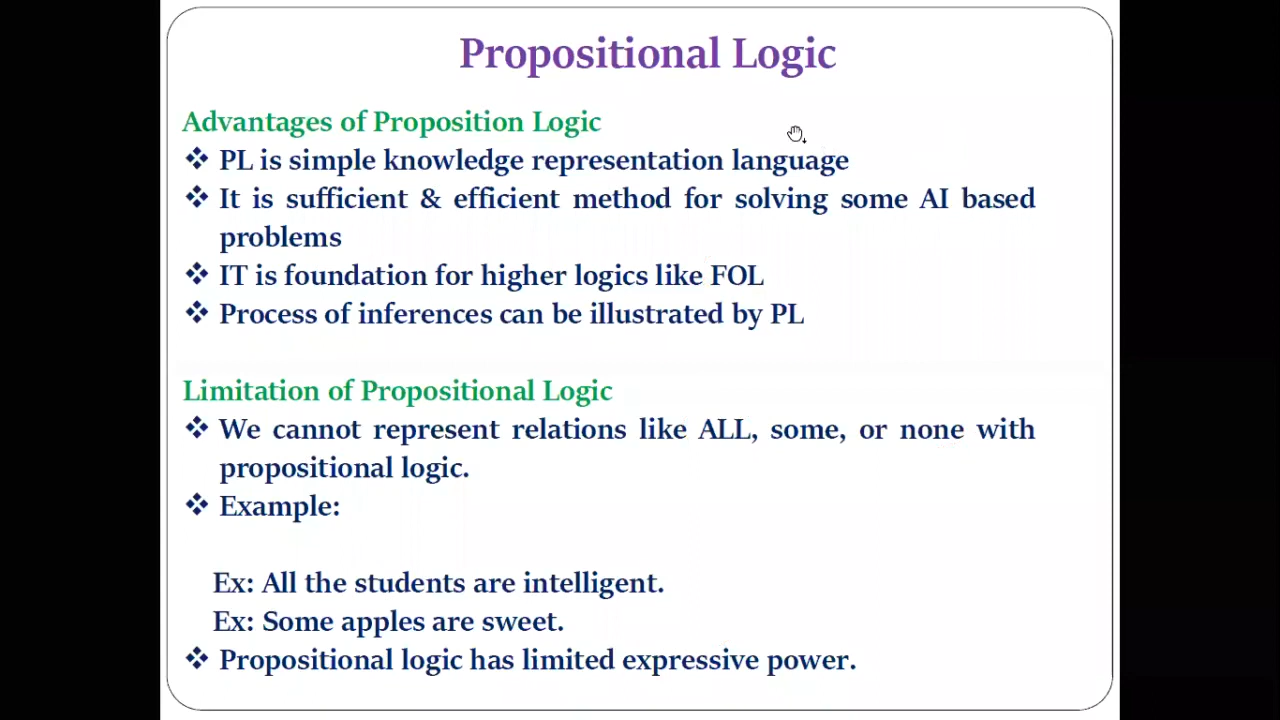 Propositional Logic
Advantages of Proposition Logic
❖ PL is simple knowledge representation language
❖ It is sufficient & efficient method for solving some AI based
problems
❖ IT is foundation for higher logics like FOL
❖ Process of inferences can be illustrated by PL
Limitation of Propositional Logic
❖ We cannot represent relations like ALL, some, or none with
propositional logic.
❖ Example:
Ex: All the students are intelligent.
Ex: Some apples are sweet.
❖ Propositional logic has limited expressive power.